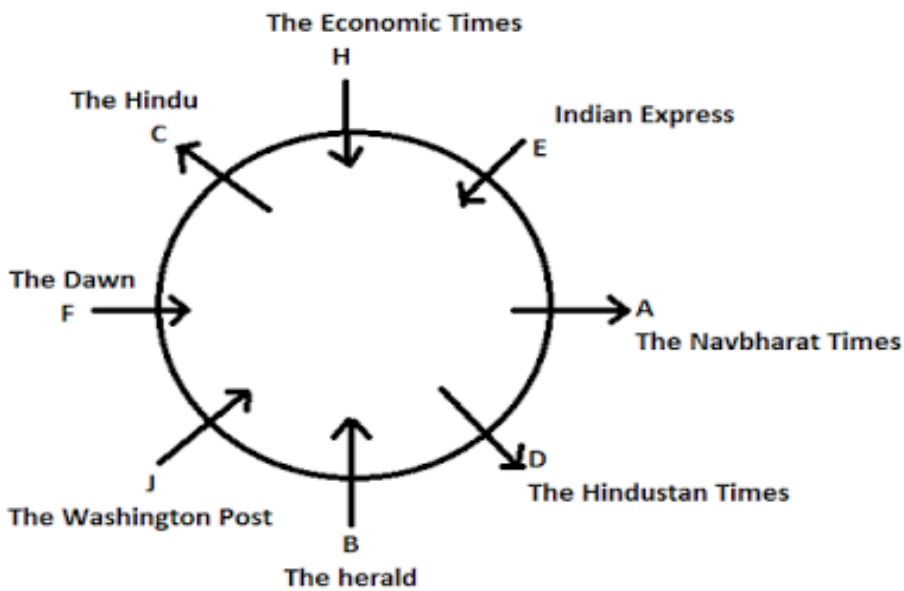 The Economic Times
H
The Hindu
C
Indian Express
E
The Dawn
F
A
The Navbharat Times
D
The Hindustan Times
J
The Washington Post
B
The herald